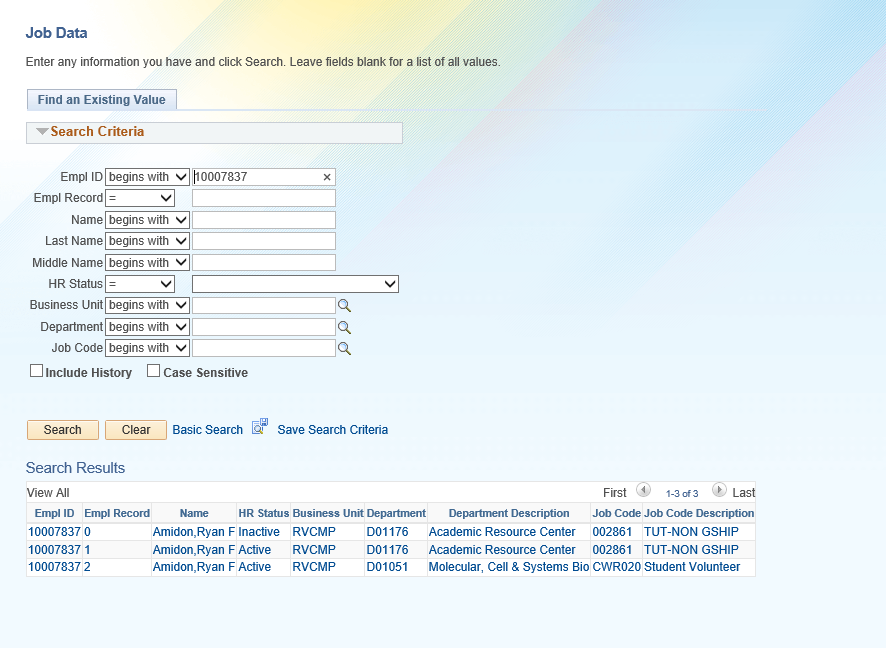 Job Data
Enter any information you have and click Search. Leave fields blank for a list of all values.
Find an Existing Value
Search Criteria
Empl ID begins with 10007837 ×
Empl Record =
Name begins with
Last Name begins with
Middle Name begins with
HR Status =
Business Unit begins with
Department begins with
Job Code begins with
Include History Case Sensitive
Search Clear Basic Search Save Search Criteria
Search Results
View All First 1-3 of 3 Last
Empl ID Empl Record Name HR Status Business Unit Department Department Description Job Code Job Code Description
10007837 0 Amidon,Ryan F Inactive RVCMP D01176 Academic Resource Center 002861 TUT-NON GSHIP
10007837 1 Amidon,Ryan F Active RVCMP D01176 Academic Resource Center 002861 TUT-NON GSHIP
10007837 2 Amidon,Ryan F Active RVCMP D01051 Molecular, Cell & Systems Bio CWR020 Student Volunteer